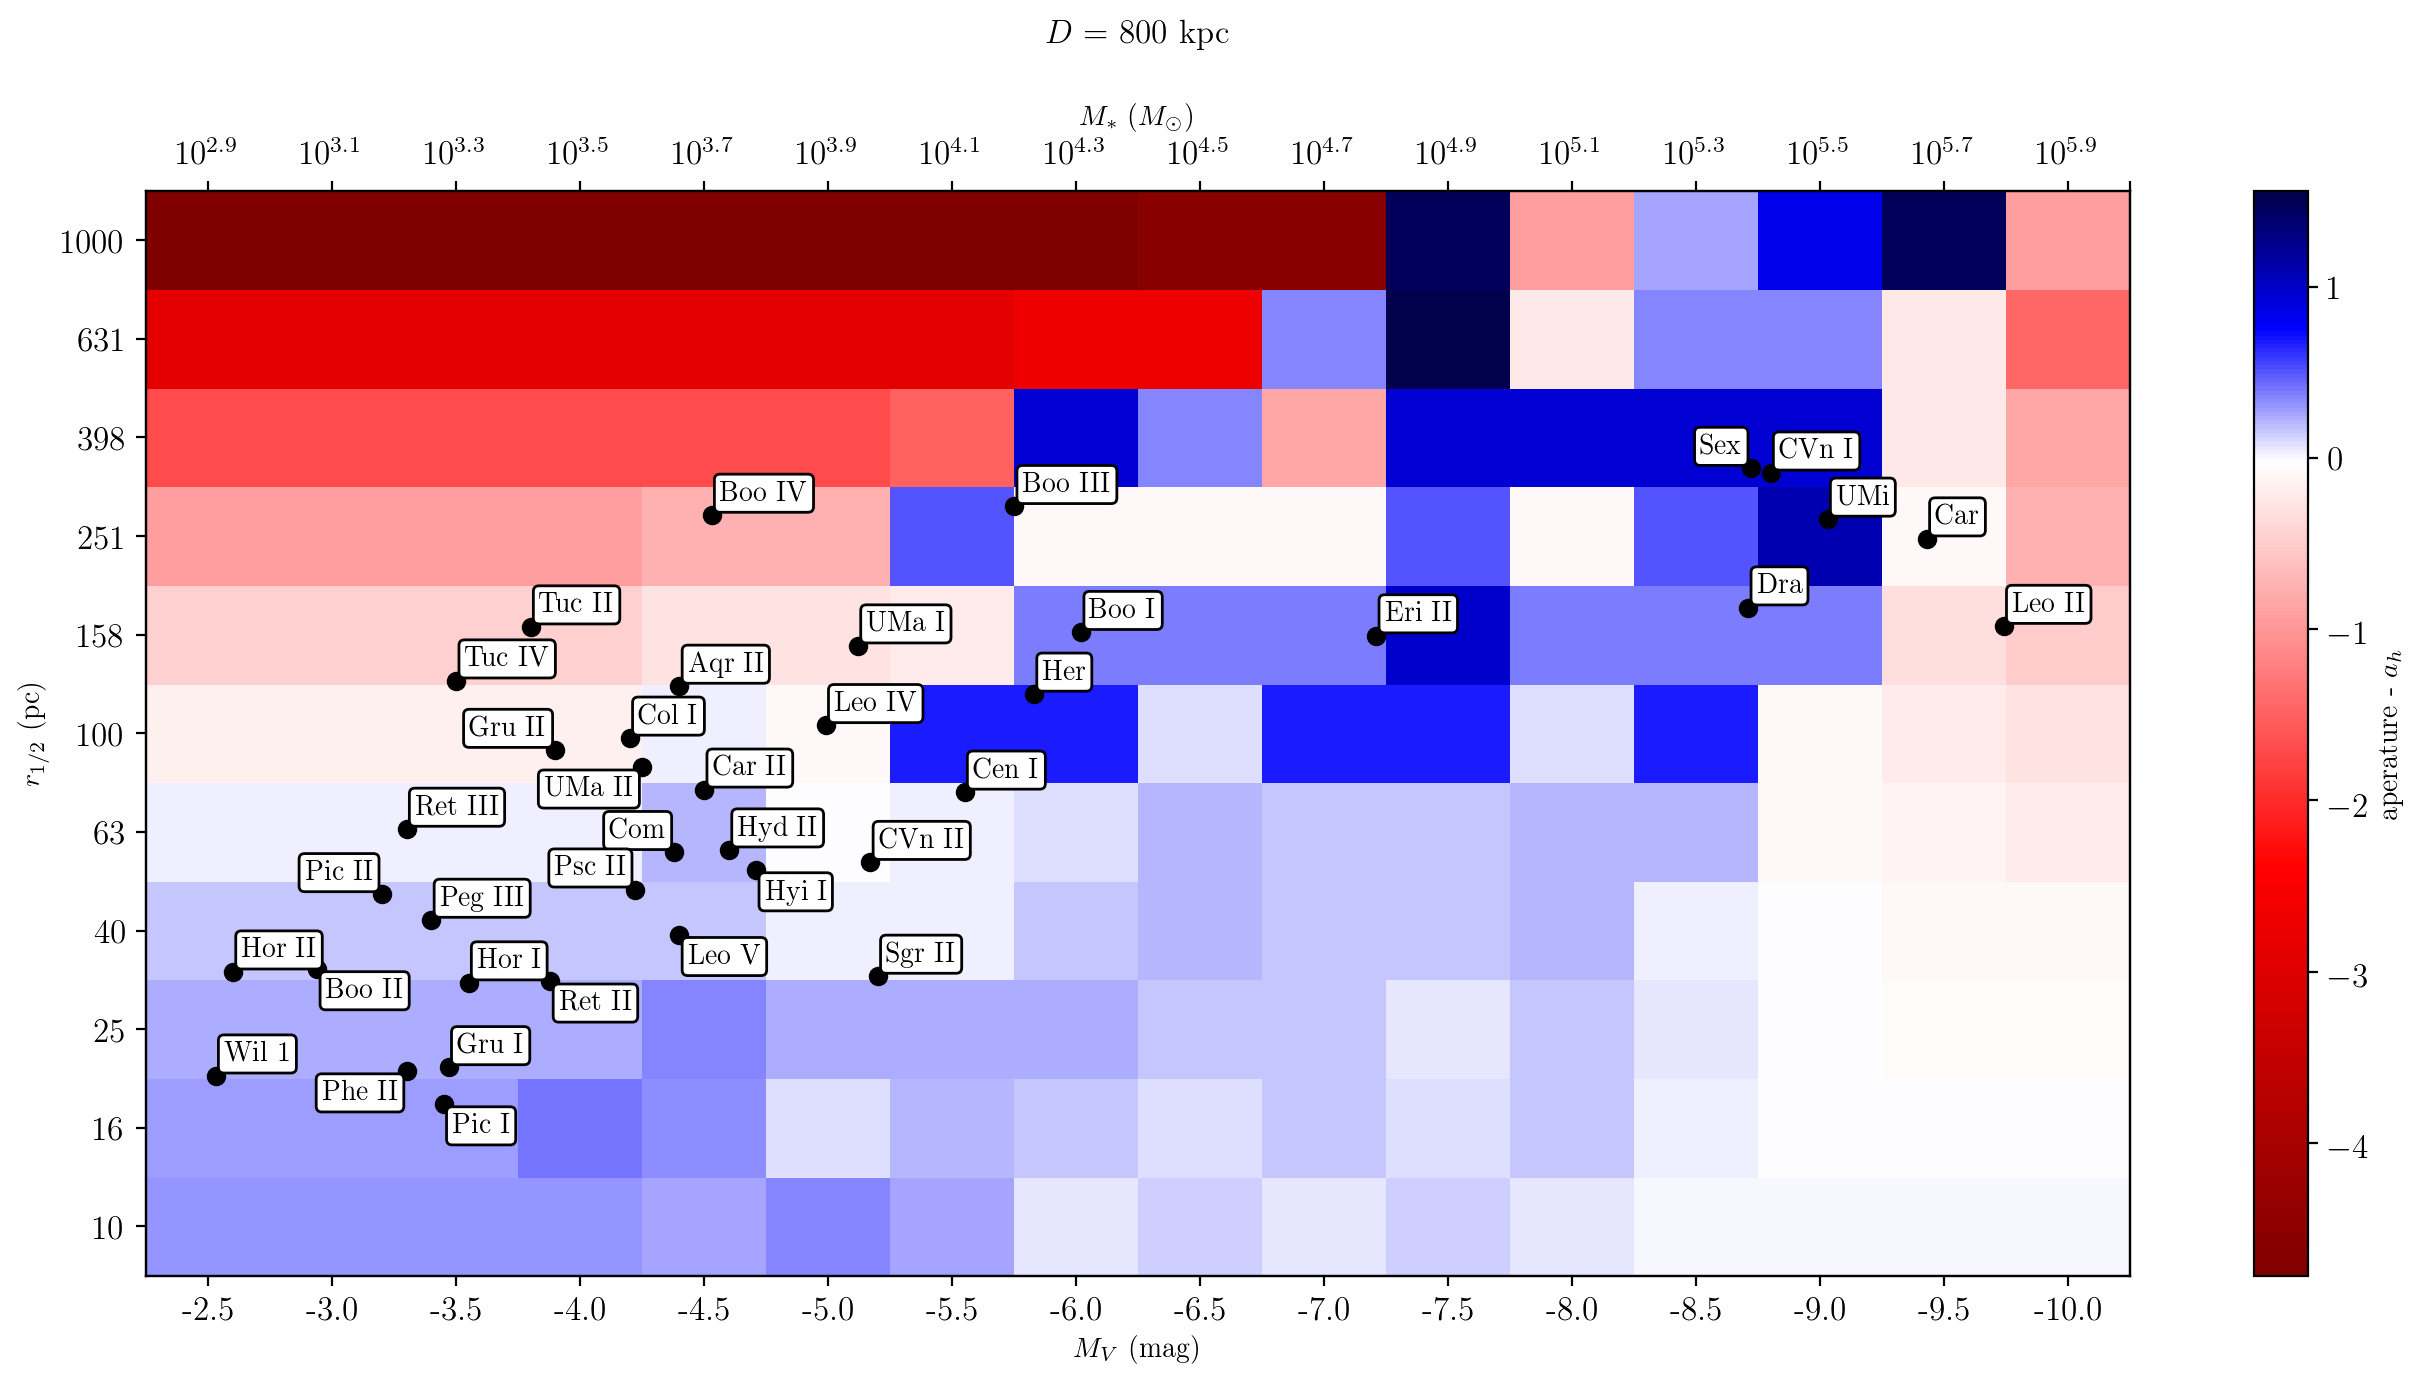 D = 800 kpc
M* (M⊙)
10^2.9 10^3.1 10^3.3 10^3.5 10^3.7 10^3.9 10^4.1 10^4.3 10^4.5 10^4.7 10^4.9 10^5.1 10^5.3 10^5.5 10^5.7 10^5.9
1000
631
398
251
158
100
63
40
25
16
10
r1/2 (pc)
Sex
CVn I
Boo IV
Boo III
UMi
Car
Dra
Tuc II
Boo I
Eri II
Leo II
UMa I
Tuc IV
Aqr II
Her
Leo IV
Col I
Gru II
Car II
Cen I
UMa II
Ret III
Com
Hyd II
CVn II
Psc II
Pic II
Hyi I
Peg III
Hor II
Leo V
Sgr II
Hor I
Boo II
Ret II
Wil 1
Gru I
Phe II
Pic I
-2.5 -3.0 -3.5 -4.0 -4.5 -5.0 -5.5 -6.0 -6.5 -7.0 -7.5 -8.0 -8.5 -9.0 -9.5 -10.0
MV (mag)
1
0
−1
−2
−3
−4
aperature - ah